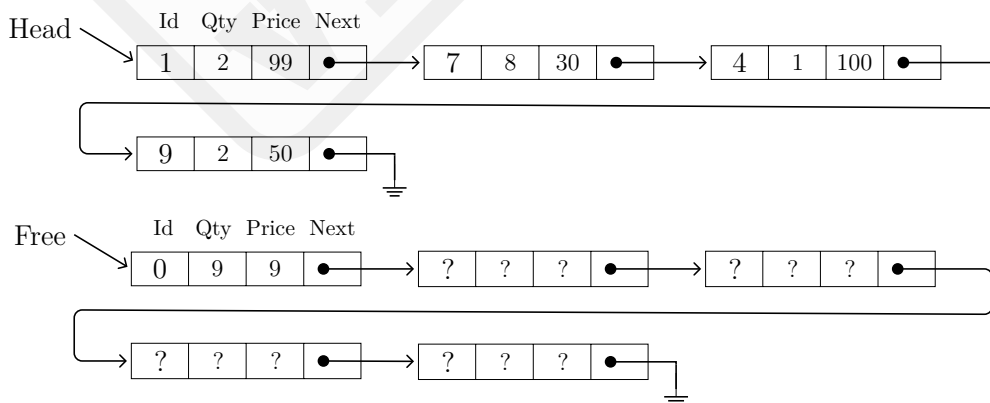 Id Qty Price Next
Head
1 2 99 7 8 30 4 1 100
9 2 50
Id Qty Price Next
Free
0 9 9 ? ? ? ? ? ?
? ? ? ? ? ?